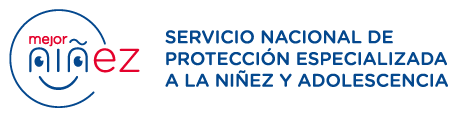 mejor
niñez
SERVICIO NACIONAL DE
PROTECCIÓN ESPECIALIZADA
A LA NIÑEZ Y ADOLESCENCIA